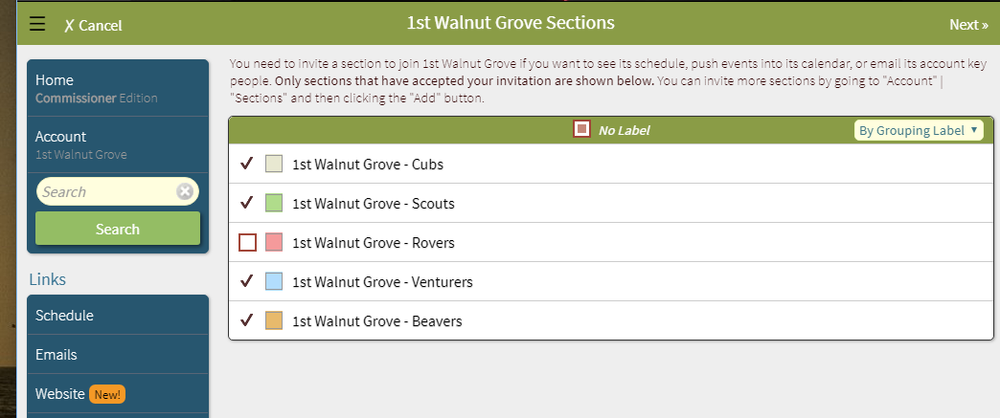 ☰ ✗ Cancel 1st Walnut Grove Sections Next »
Home
Commissioner Edition
Account
1st Walnut Grove
Search
Search
Links
Schedule
Emails
Website New!
You need to invite a section to join 1st Walnut Grove if you want to see its schedule, push events into its calendar, or email its account key
people. Only sections that have accepted your invitation are shown below. You can invite more sections by going to "Account" |
"Sections" and then clicking the "Add" button.
No Label By Grouping Label ▼
1st Walnut Grove - Cubs
1st Walnut Grove - Scouts
1st Walnut Grove - Rovers
1st Walnut Grove - Venturers
1st Walnut Grove - Beavers